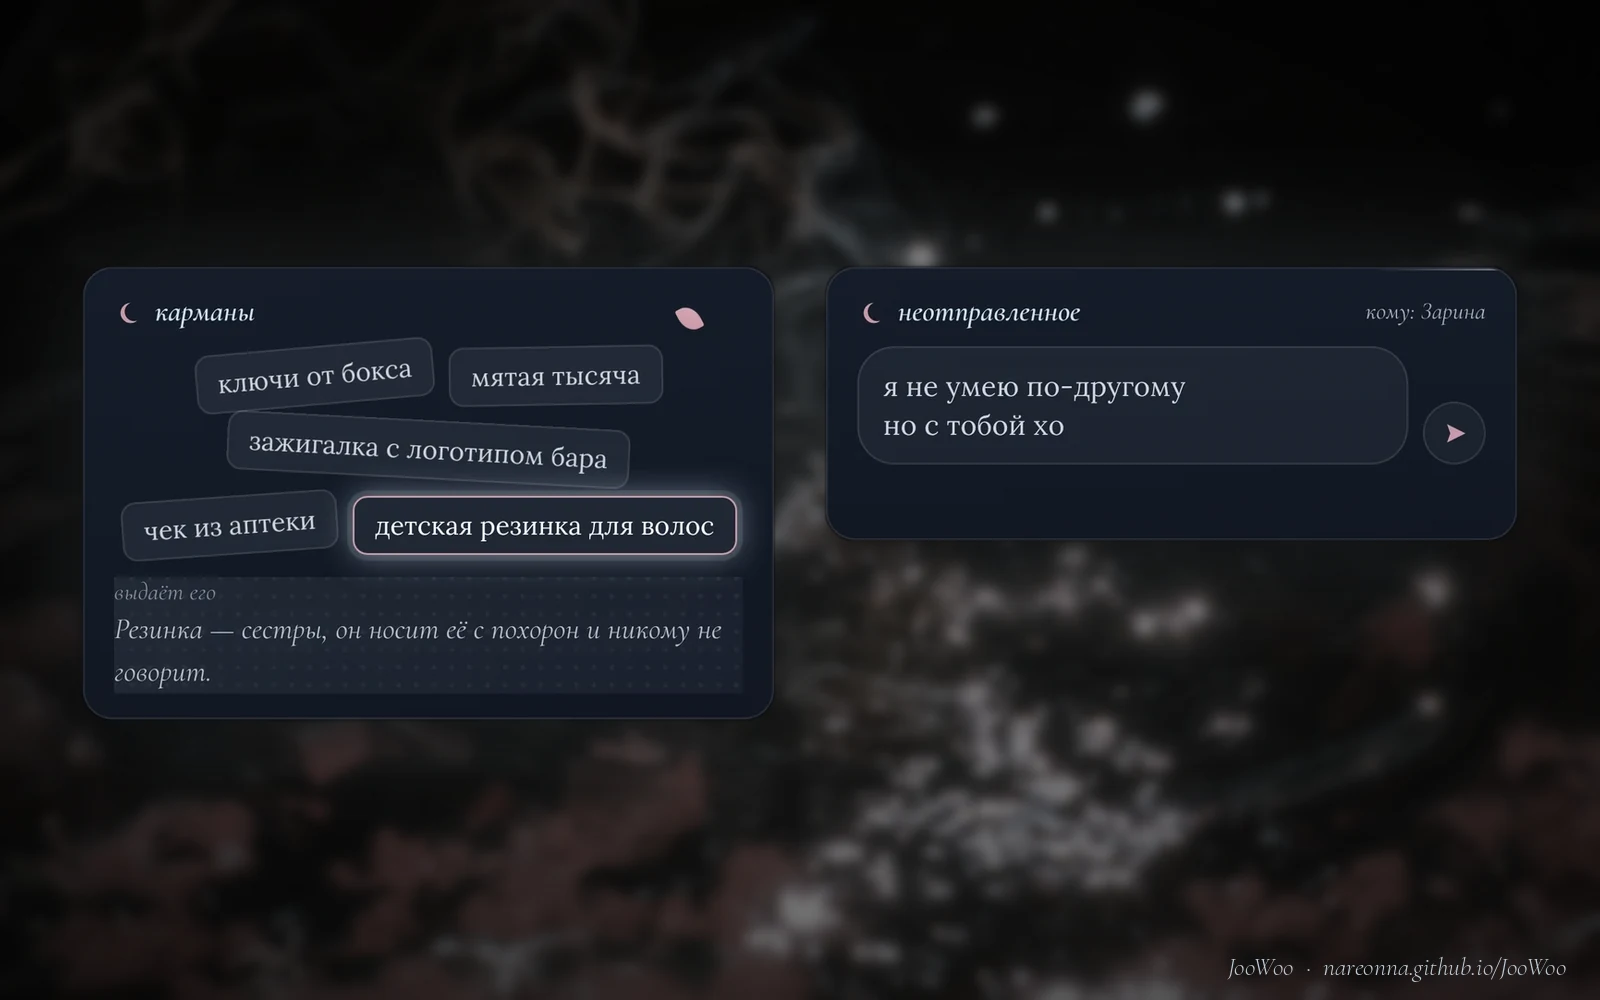 карманы
ключи от бокса
мятая тысяча
зажигалка с логотипом бара
чек из аптеки
детская резинка для волос
выдаёт его
Резинка — сестры, он носит её с похорон и никому не
говорит.
неотправленное
кому: Зарина
я не умею по-другому
но с тобой хо
JooWoo · nareonna.github.io/JooWoo